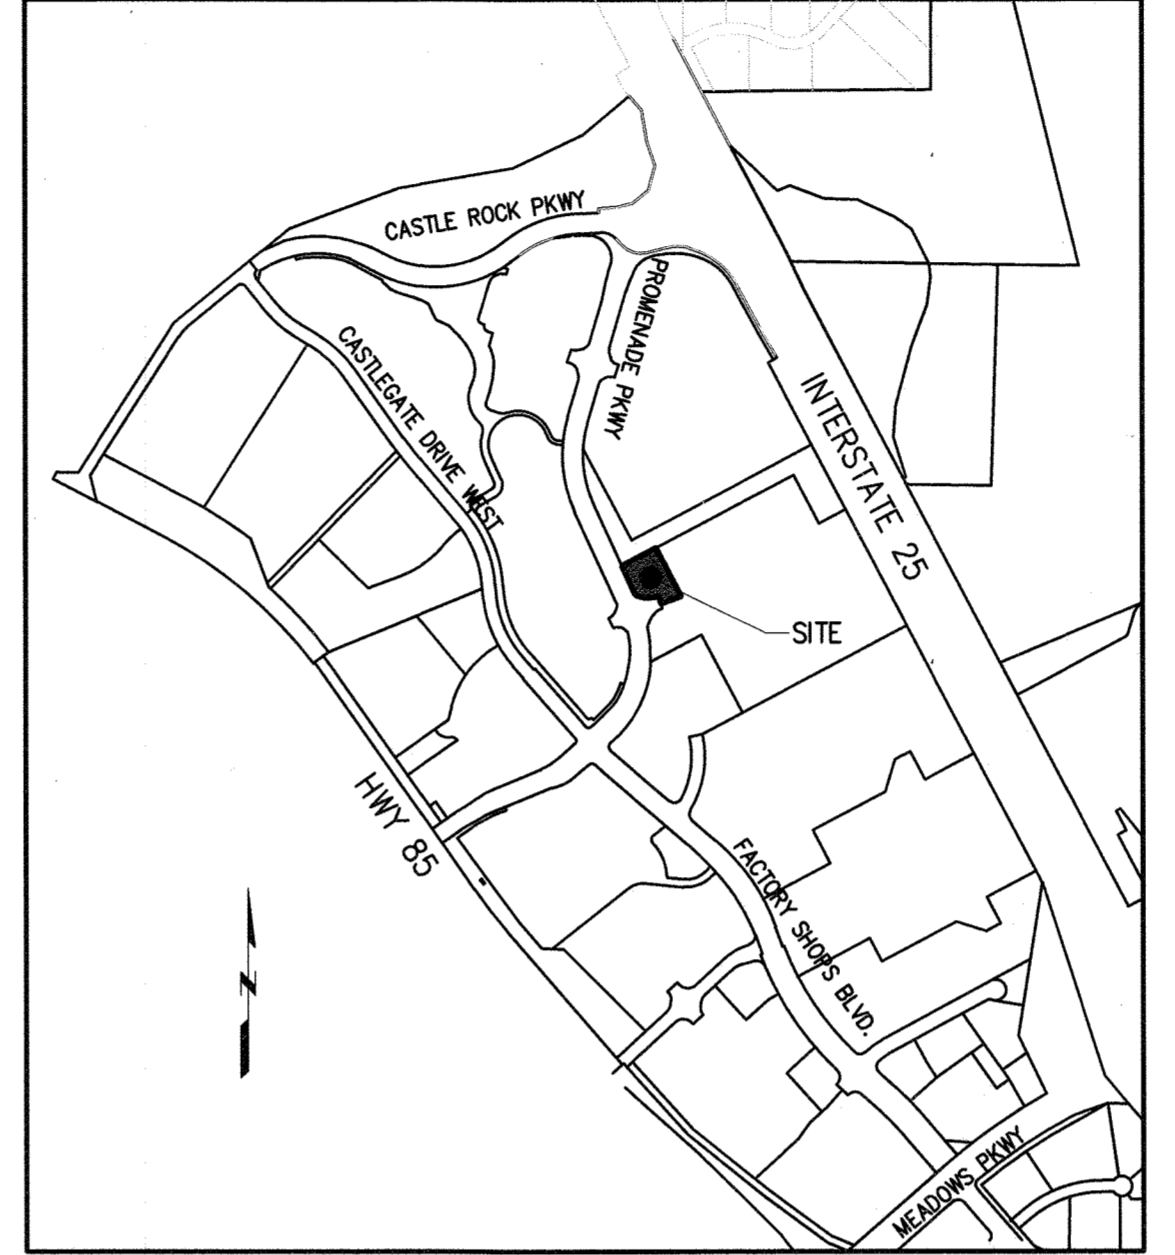 CASTLE ROCK PKWY
PROMENADE PKWY
CASTLEGATE DRIVE WEST
INTERSTATE 25
SITE
HWY 85
FACTORY SHOPS BLVD.
N
MEADOWS PKWY